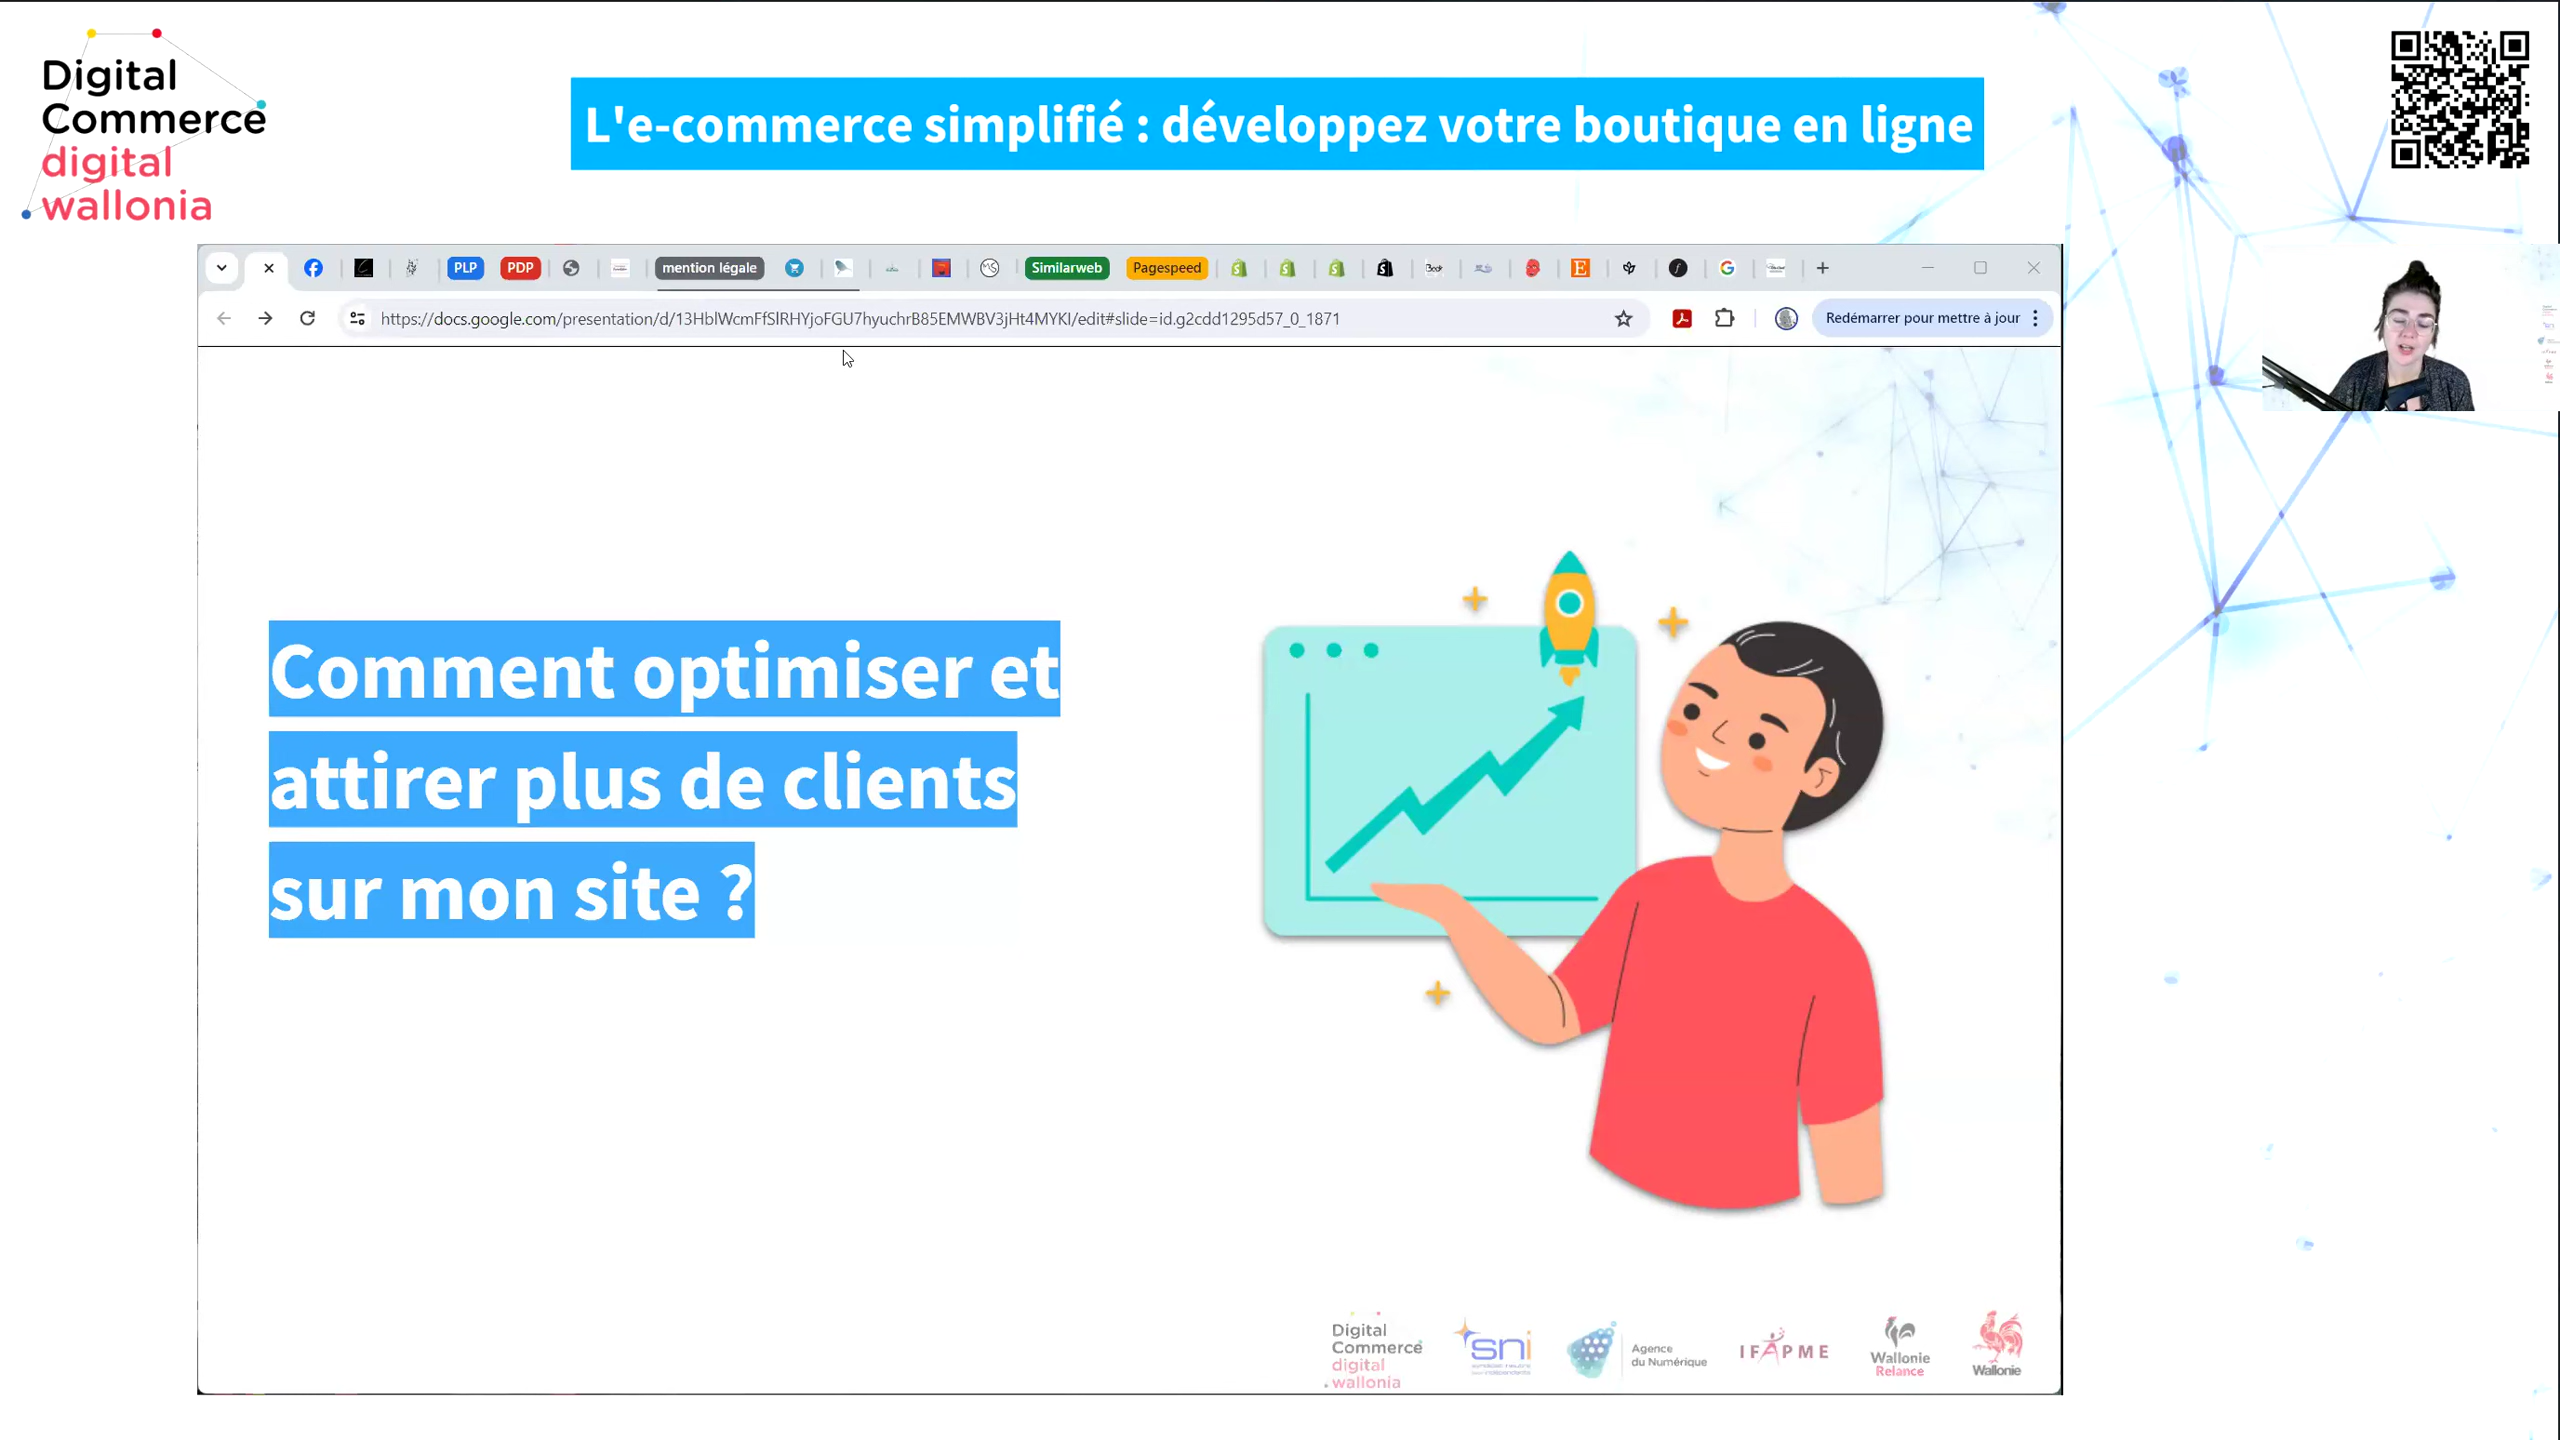 Digital
Commerce
digital
wallonia
L'e-commerce simplifié : développez votre boutique en ligne
PLP
PDP
mention légale
Similarweb
Pagespeed
https://docs.google.com/presentation/d/13HblWcmFfSlRHYjoFGU7hyuchrB85EMWBV3jHt4MYKI/edit#slide=id.g2cdd1295d57_0_1871
Redémarrer pour mettre à jour
Comment optimiser et
attirer plus de clients
sur mon site ?
Digital
Commerce
digital
wallonia
sni
Agence
du Numérique
IFAPME
Wallonie
Relance
Wallonie